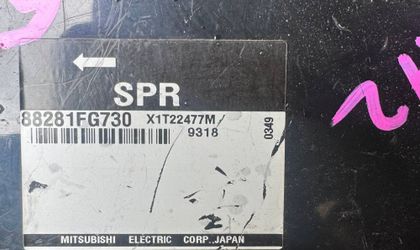 SPR
88281FG730 X1T22477M
9318
0349
MITSUBISHI ELECTRIC CORP.,JAPAN